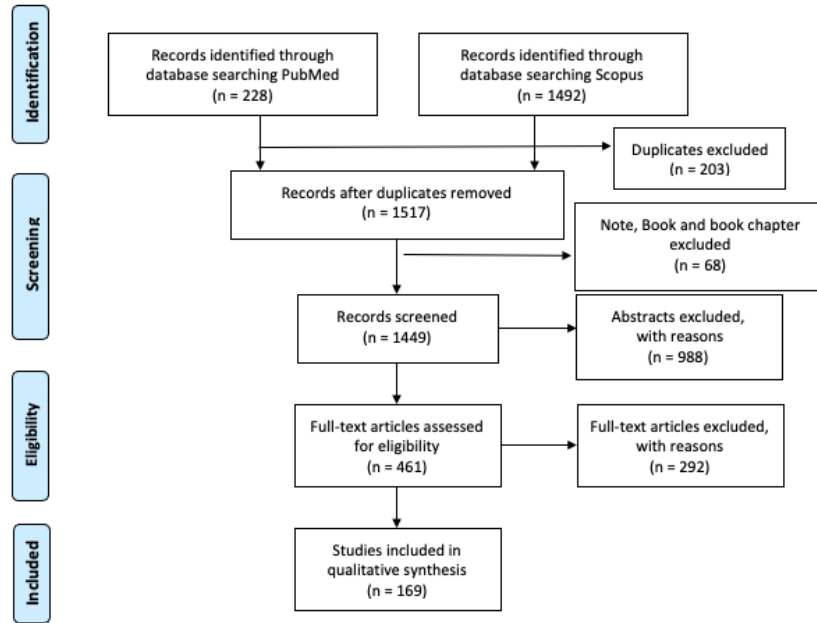 Identification
Records identified through
database searching PubMed
(n = 228)
Records identified through
database searching Scopus
(n = 1492)
Duplicates excluded
(n = 203)
Screening
Records after duplicates removed
(n = 1517)
Note, Book and book chapter
excluded
(n = 68)
Records screened
(n = 1449)
Abstracts excluded,
with reasons
(n = 988)
Eligibility
Full-text articles assessed
for eligibility
(n = 461)
Full-text articles excluded,
with reasons
(n = 292)
Included
Studies included in
qualitative synthesis
(n = 169)